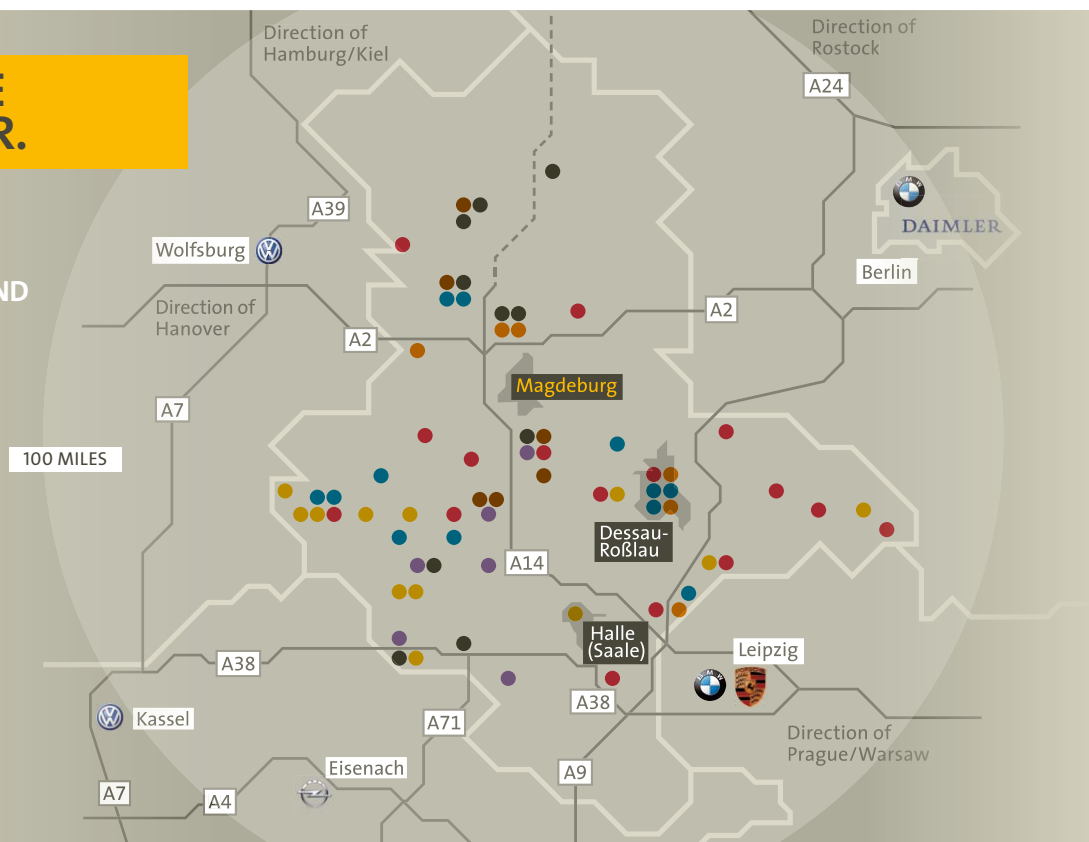 Direction of
Hamburg/Kiel
Direction of
Rostock
E
R.
A24
A39
BMW
DAIMLER
Wolfsburg
Berlin
ND
Direction of
Hanover
A2
A2
Magdeburg
A7
100 MILES
Dessau-
Roßlau
A14
Halle
(Saale)
Leipzig
A38
BMW
A38
Kassel
A71
Direction of
Prague/Warsaw
Eisenach
A9
A7
A4